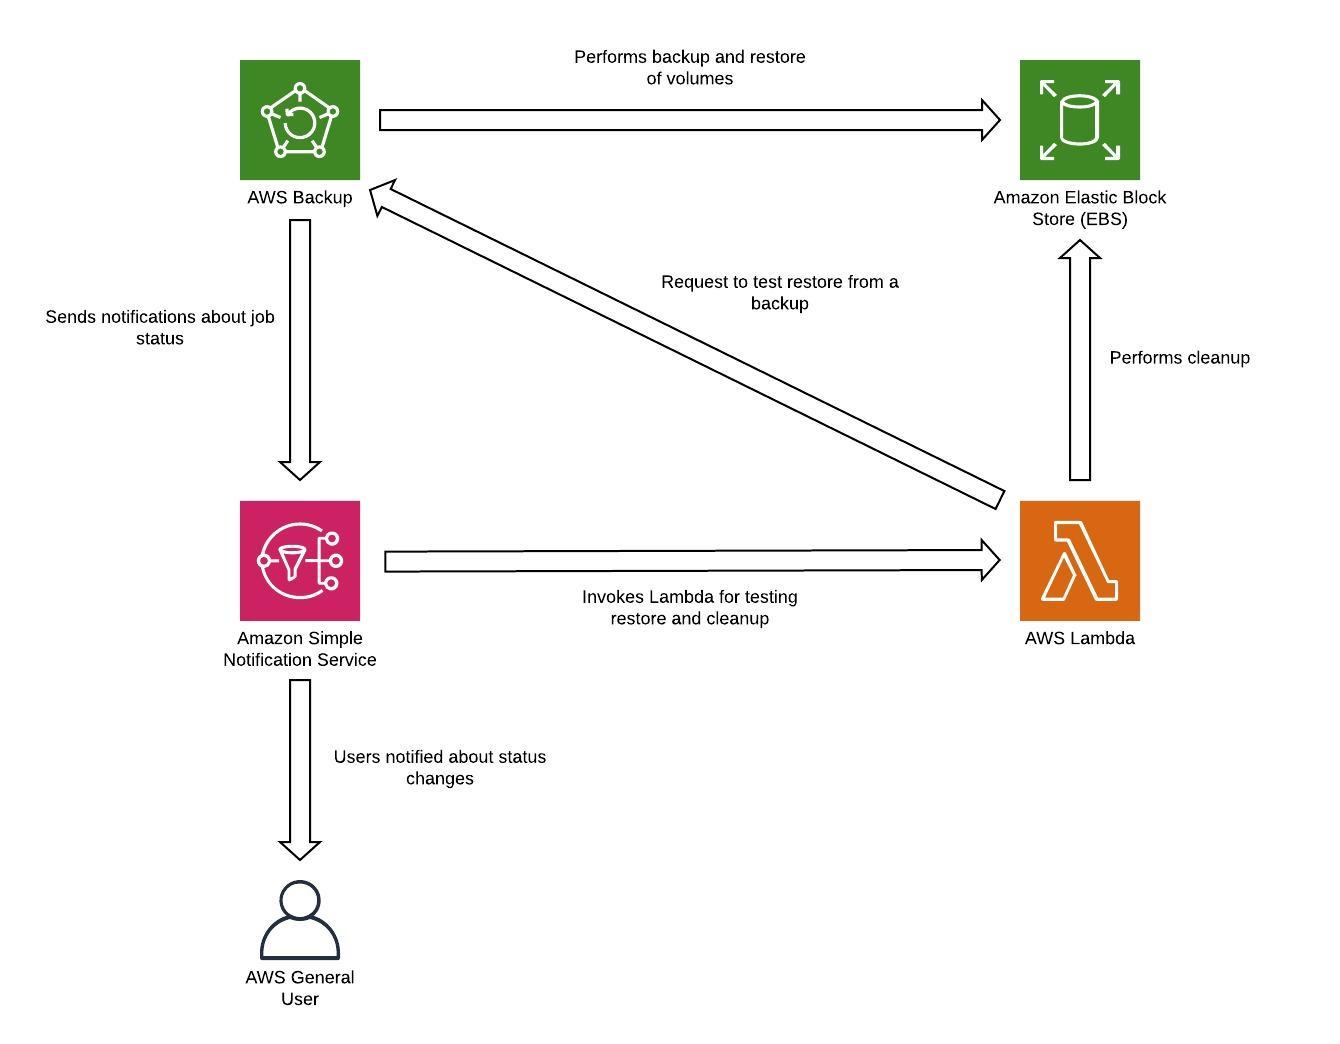 Performs backup and restore
of volumes
AWS Backup
Amazon Elastic Block
Store (EBS)
Request to test restore from a
backup
Sends notifications about job
status
Performs cleanup
Invokes Lambda for testing
restore and cleanup
Amazon Simple
Notification Service
AWS Lambda
Users notified about status
changes
AWS General
User